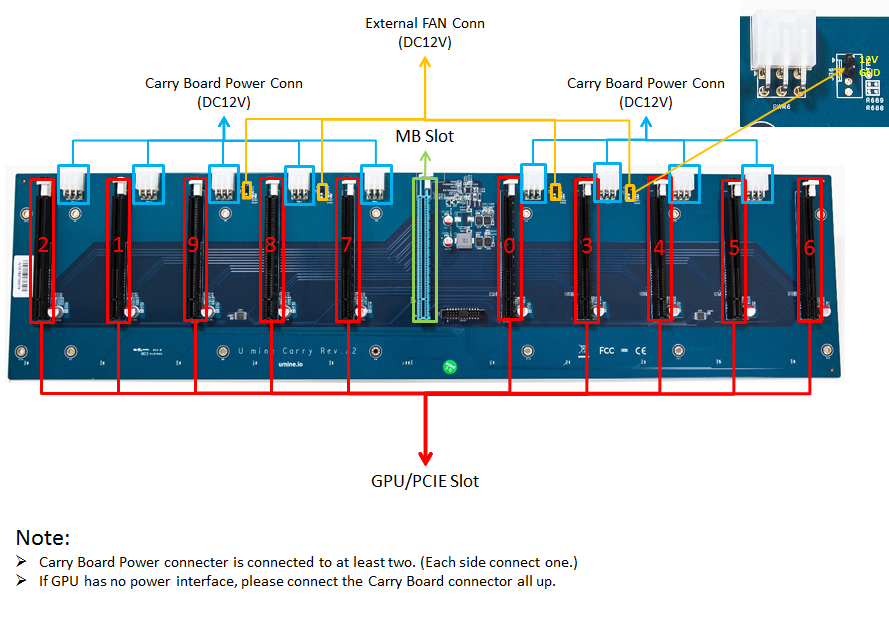 External FAN Conn
(DC12V)
Carry Board Power Conn
(DC12V)
Carry Board Power Conn
(DC12V)
12V
GND
R609
R680
MB Slot
2 1 9 8 7 0 3 4 5 6
Umine Carry Rev.
umine.io
FCC CE
GPU/PCIE Slot
Note:
Carry Board Power connecter is connected to at least two. (Each side connect one.)
If GPU has no power interface, please connect the Carry Board connector all up.